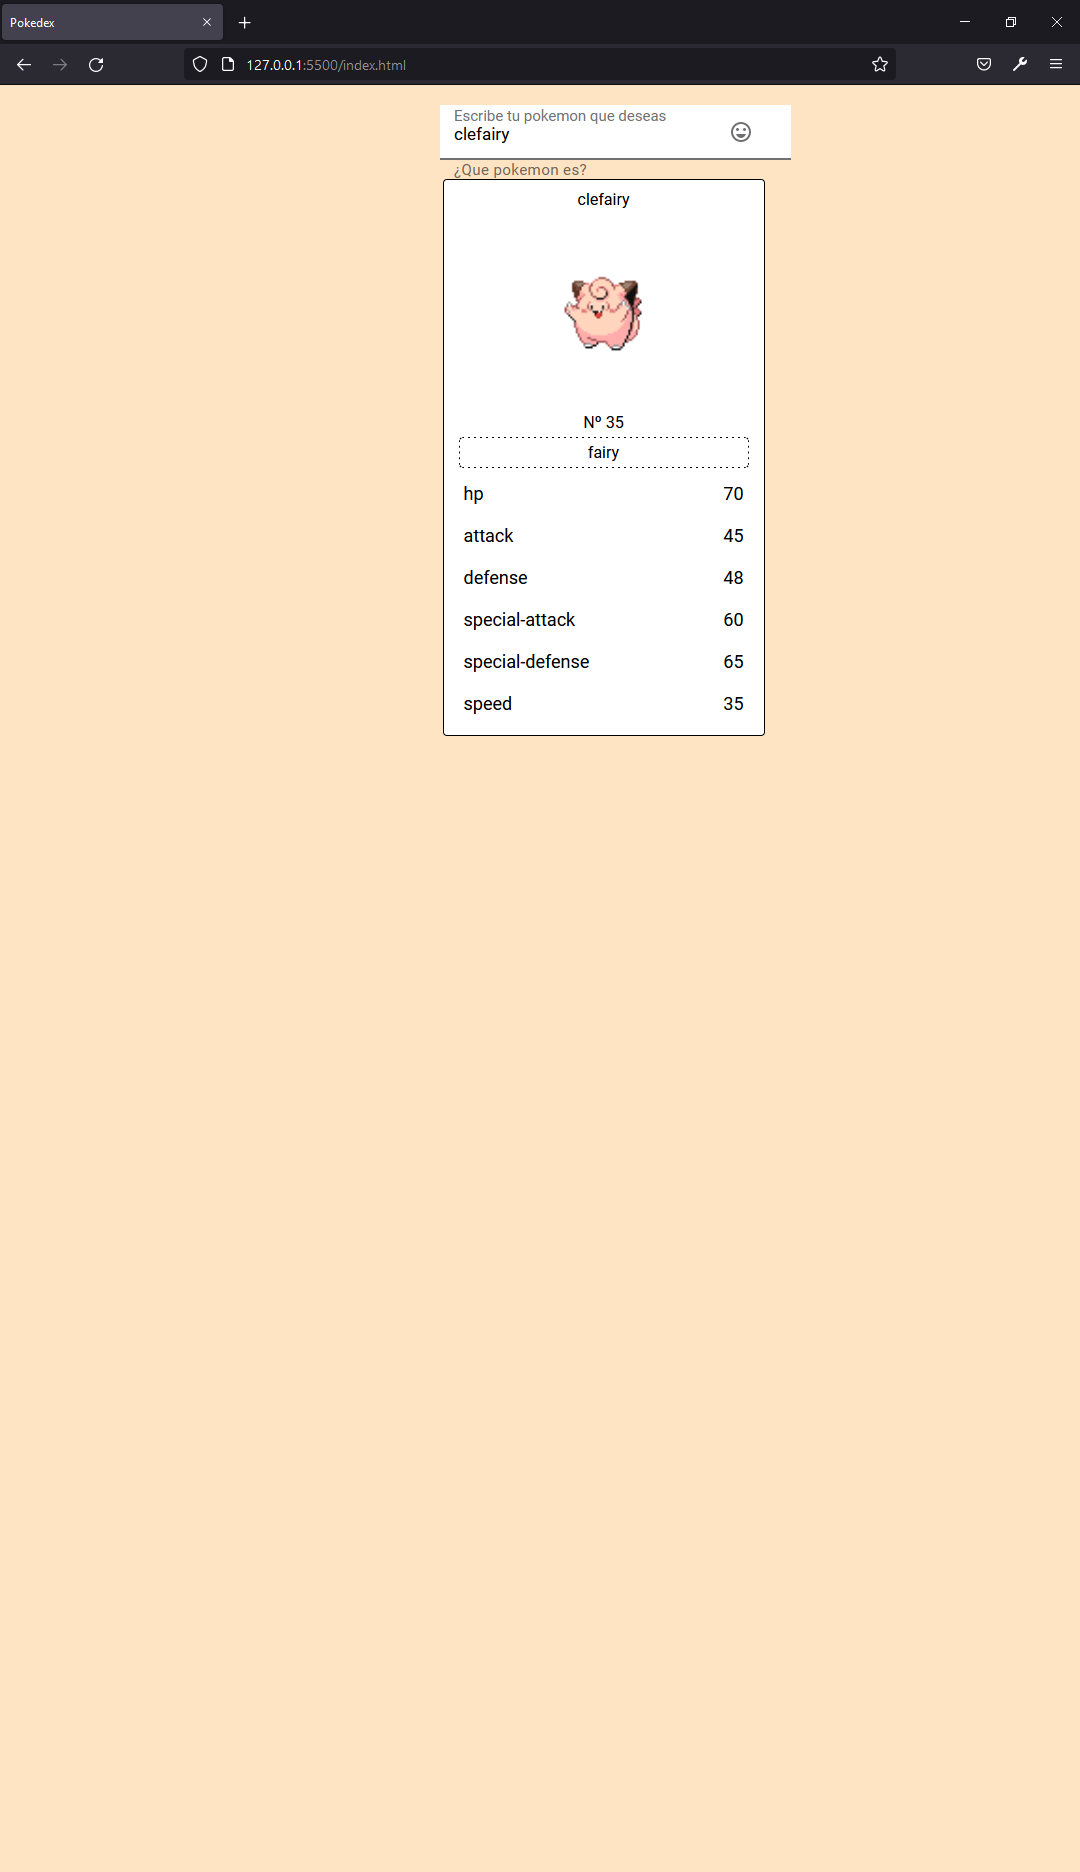 Pokedex
127.0.0.1:5500/index.html
Escribe tu pokemon que deseas
clefairy
¿Que pokemon es?
clefairy
Nº 35
fairy
hp 70
attack 45
defense 48
special-attack 60
special-defense 65
speed 35